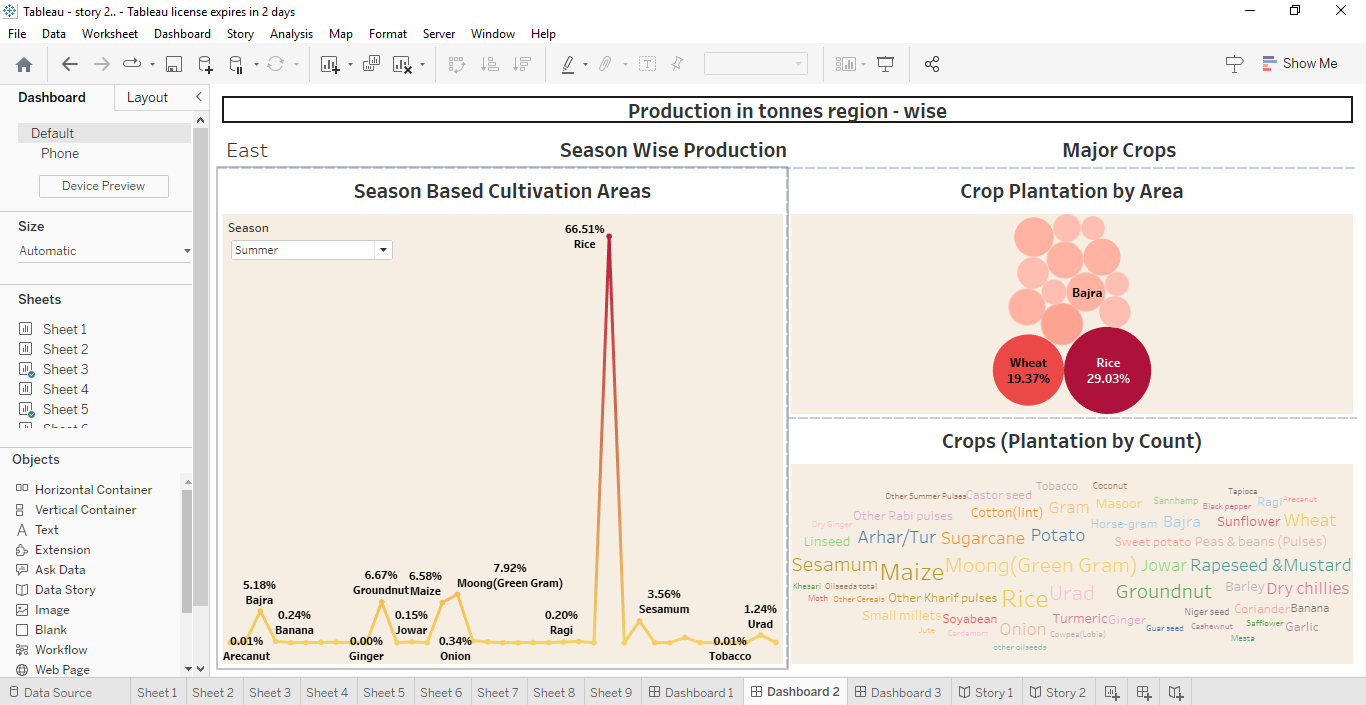 Tableau - story 2.. - Tableau license expires in 2 days
File Data Worksheet Dashboard Story Analysis Map Format Server Window Help
Show Me
Dashboard Layout
Default
Phone
Device Preview
Size
Automatic
Sheets
Sheet 1
Sheet 2
Sheet 3
Sheet 4
Sheet 5
Objects
Horizontal Container
Vertical Container
Text
Extension
Ask Data
Data Story
Image
Blank
Workflow
Web Page
Production in tonnes region - wise
East
Season Wise Production
Major Crops
Season Based Cultivation Areas
Season
Summer
66.51%
Rice
5.18%
Bajra
0.24%
Banana
0.01%
Arecanut
6.67%
Groundnut
6.58%
Maize
7.92%
Moong(Green Gram)
0.15%
Jowar
0.00%
Ginger
0.34%
Onion
0.20%
Ragi
3.56%
Sesamum
1.24%
Urad
0.01%
Tobacco
Crop Plantation by Area
Bajra
Wheat
19.37%
Rice
29.03%
Crops (Plantation by Count)
Tobacco Coconut
Other Summer Pulses Castor seed Tapioca
Cotton(lint) Gram Masoor Sannhamp Black pepper Ragi Arecanut
Dry Ginger Other Rabi pulses Horse-gram Bajra Sunflower Wheat
Linseed Arhar/Tur Sugarcane Potato Sweet potato Peas & beans (Pulses)
Sesamum Maize Moong(Green Gram) Jowar Rapeseed &Mustard
Khesari Oilseeds total
Moth Other Cereals Other Kharif pulses Rice Urad Groundnut Barley Dry chillies
Small millets Soyabean Turmeric Ginger Niger seed Coriander Banana
Jute Cardamom Onion Cowpea(Lobia) Guar seed Cashewnut Safflower Garlic
other oilseeds Mesta
Data Source Sheet 1 Sheet 2 Sheet 3 Sheet 4 Sheet 5 Sheet 6 Sheet 7 Sheet 8 Sheet 9 Dashboard 1 Dashboard 2 Dashboard 3 Story 1 Story 2